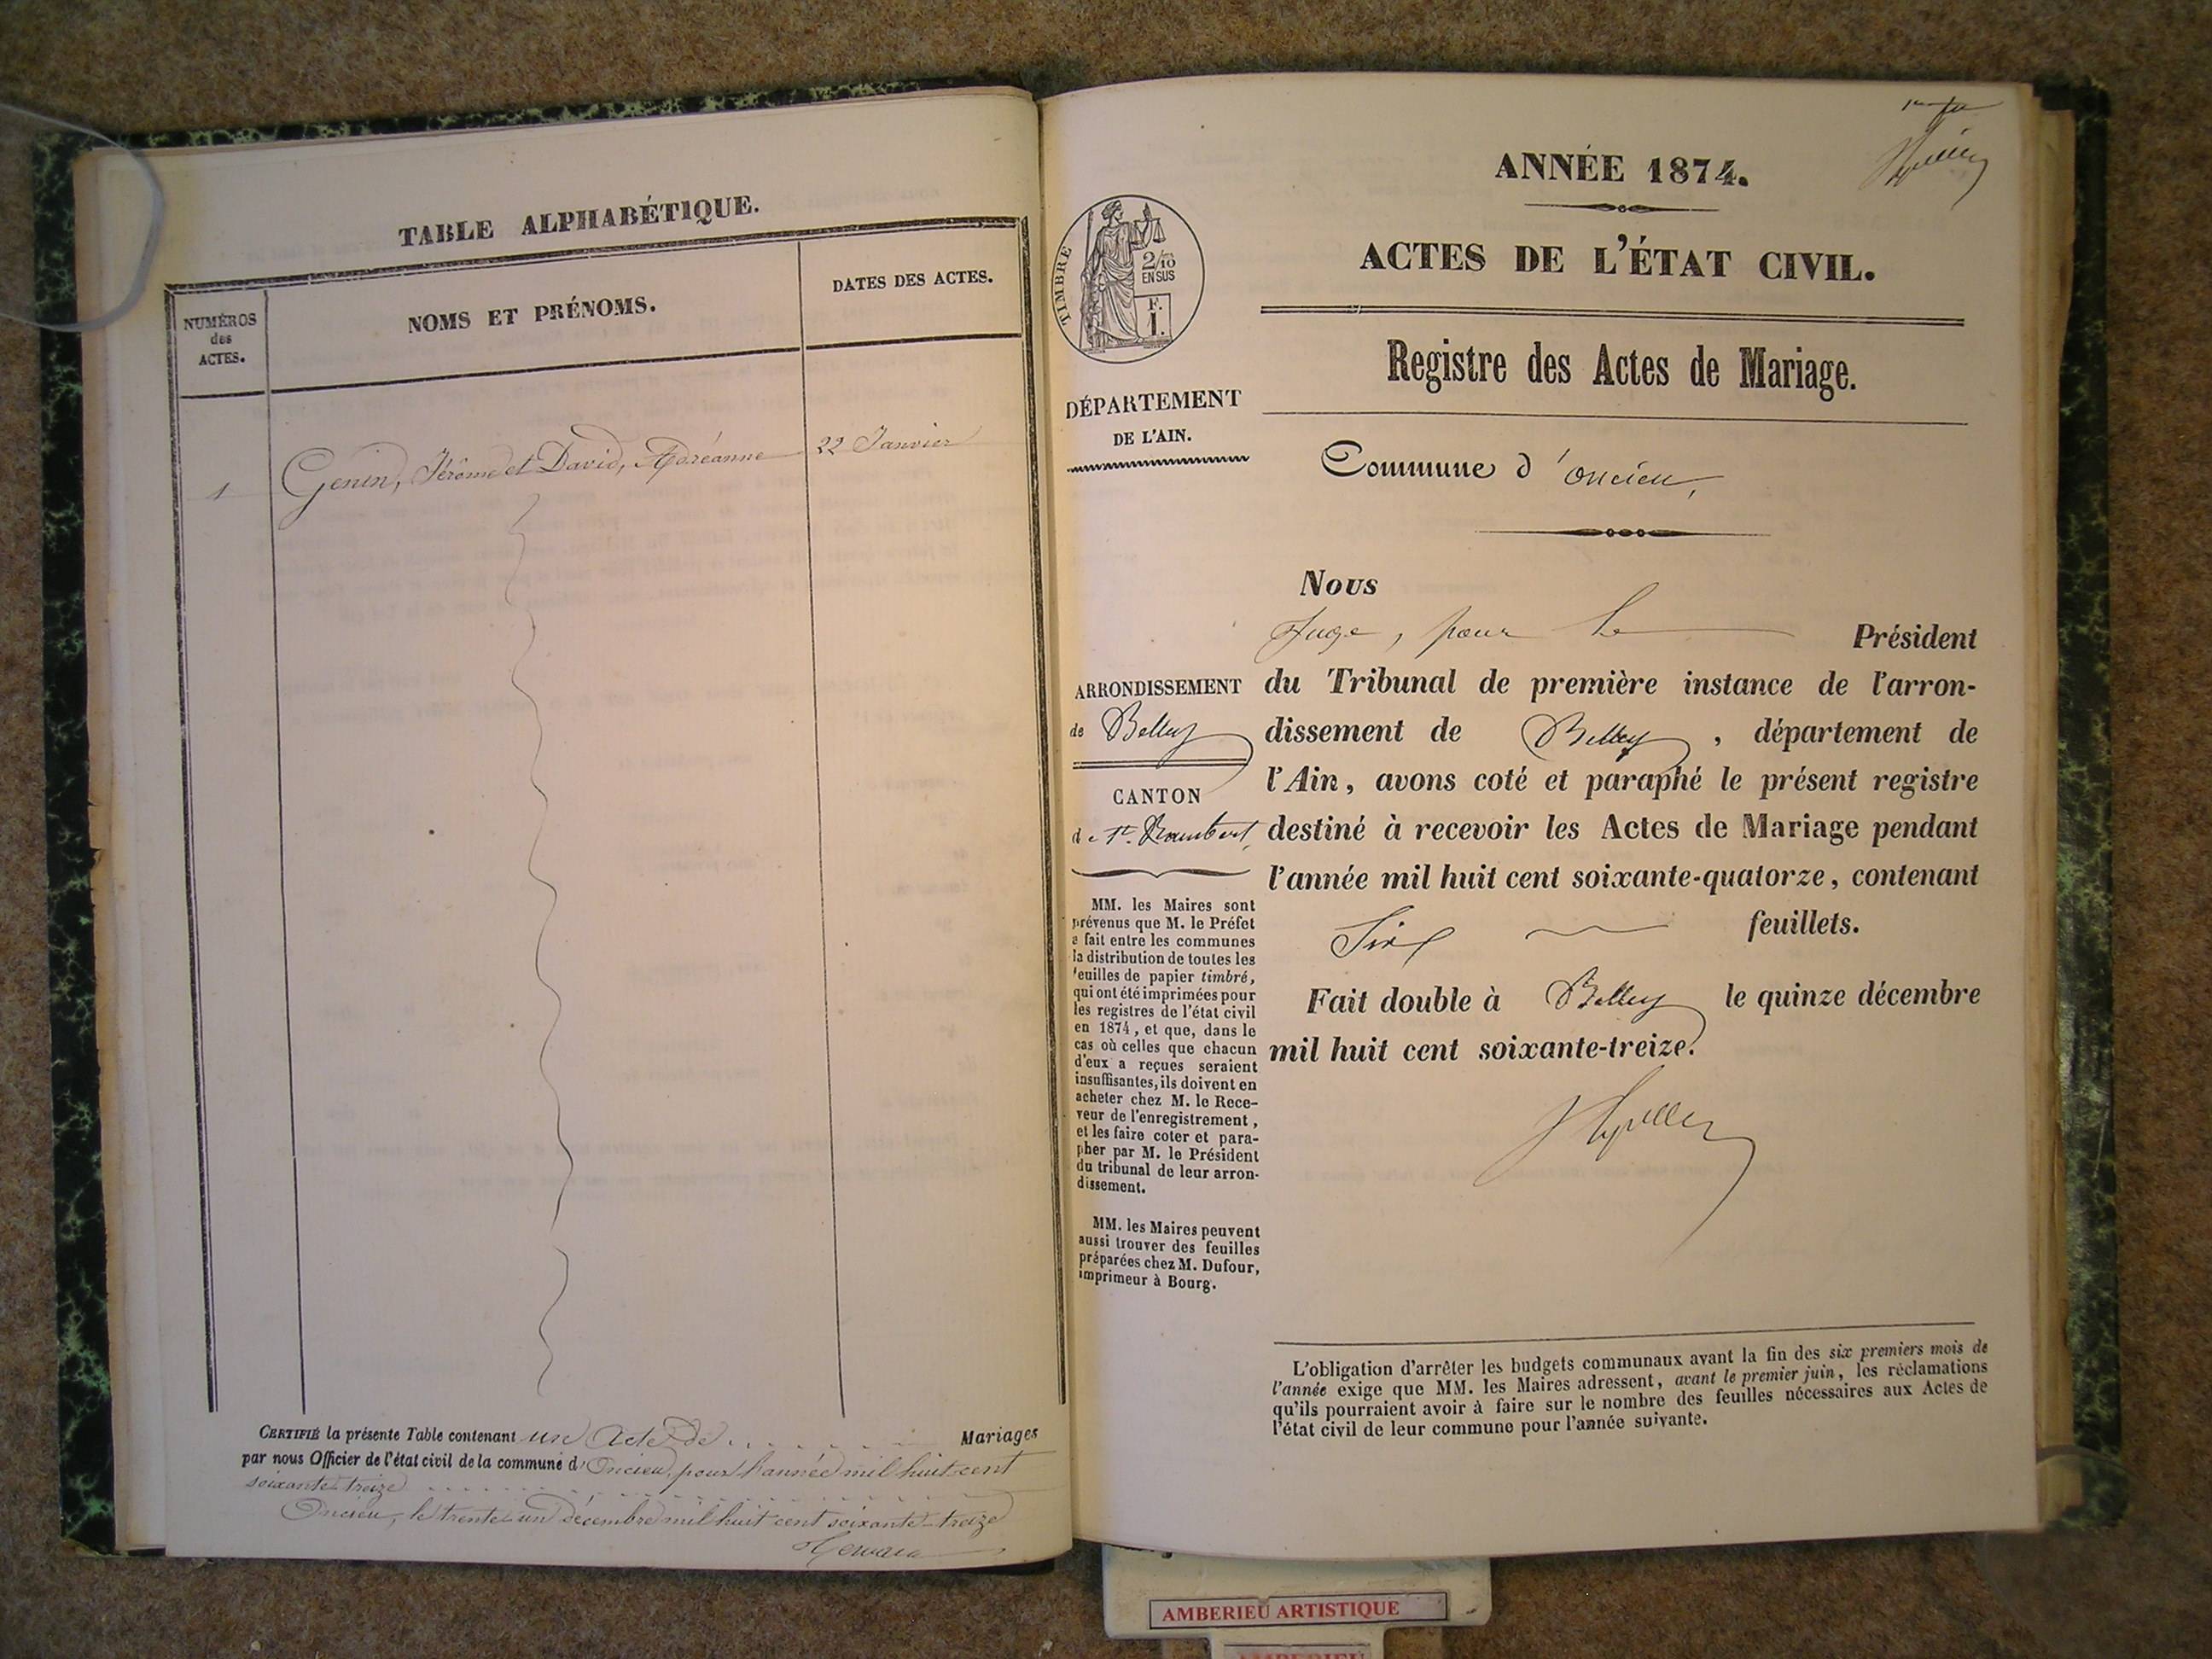 TABLE ALPHABÉTIQUE.
NUMÉROS
des
ACTES.
NOMS ET PRÉNOMS.
DATES DES ACTES.
1 Genin, Jérôme et David, Adréanne 22 Janvier
CERTIFIÉ la présente Table contenant un Acte de Mariages
par nous Officier de l'état civil de la commune d'Oncieu, pour l'année mil huit cent
soixante treize
Oncieu, le trente un décembre mil huit cent soixante-treize
1er
ANNÉE 1874.
ACTES DE L'ÉTAT CIVIL.
Registre des Actes de Mariage.
Commune d'oncieu,
TIMBRE
2/10
EN SUS
F.
1.
DÉPARTEMENT
DE L'AIN.
ARRONDISSEMENT
de Belley
CANTON
de St. Rambert,
MM. les Maires sont
prévenus que M. le Préfet
a fait entre les communes
la distribution de toutes les
feuilles de papier timbré,
qui ont été imprimées pour
les registres de l'état civil
en 1874, et que, dans le
cas où celles que chacun
d'eux a reçues seraient
insuffisantes, ils doivent en
acheter chez M. le Rece-
veur de l'enregistrement,
et les faire coter et para-
pher par M. le Président
du tribunal de leur arron-
dissement.
MM. les Maires peuvent
aussi trouver des feuilles
préparées chez M. Dufour,
imprimeur à Bourg.
Nous
Juge, pour le Président
du Tribunal de première instance de l'arron-
dissement de Belley, département de
l'Ain, avons coté et paraphé le présent registre
destiné à recevoir les Actes de Mariage pendant
l'année mil huit cent soixante-quatorze, contenant
Six feuillets.
Fait double à Belley le quinze décembre
mil huit cent soixante-treize.
L'obligation d'arrêter les budgets communaux avant la fin des six premiers mois de
l'année exige que MM. les Maires adressent, avant le premier juin, les réclamations
qu'ils pourraient avoir à faire sur le nombre des feuilles nécessaires aux Actes de
l'état civil de leur commune pour l'année suivante.
AMBERIEU ARTISTIQUE
AMBERIEU